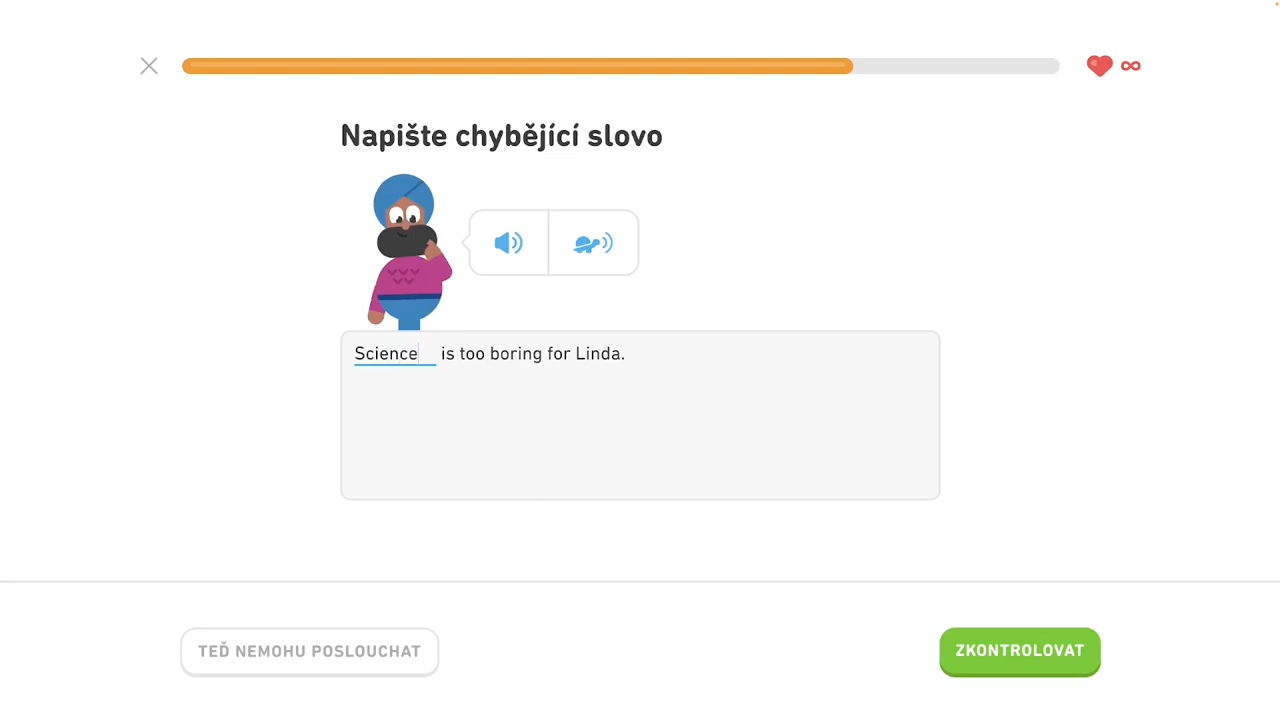 ∞
Napište chybějící slovo
Science is too boring for Linda.
TEĎ NEMOHU POSLOUCHAT
ZKONTROLOVAT